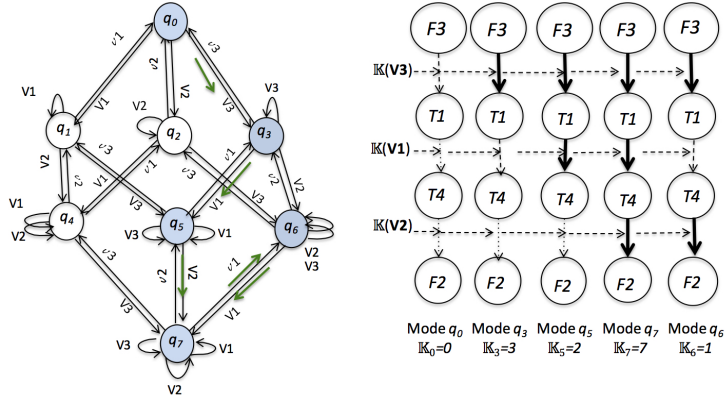 q0
v1
v3
v2
V2
V1
V3
V1
V2
V3
q1
q2
q3
V2
v2
V1
v1
v3
v1
V2
v2
V3
V1
V3
V1
V2
q4
q5
q6
V3
V1
V2
V3
v3
V3
v2
V2
v1
V1
q7
V3
V1
V2
F3 F3 F3 F3 F3
𝕂(V3)
T1 T1 T1 T1 T1
𝕂(V1)
T4 T4 T4 T4 T4
𝕂(V2)
F2 F2 F2 F2 F2
Mode q0 Mode q3 Mode q5 Mode q7 Mode q6
𝕂0=0 𝕂3=3 𝕂5=2 𝕂7=7 𝕂6=1